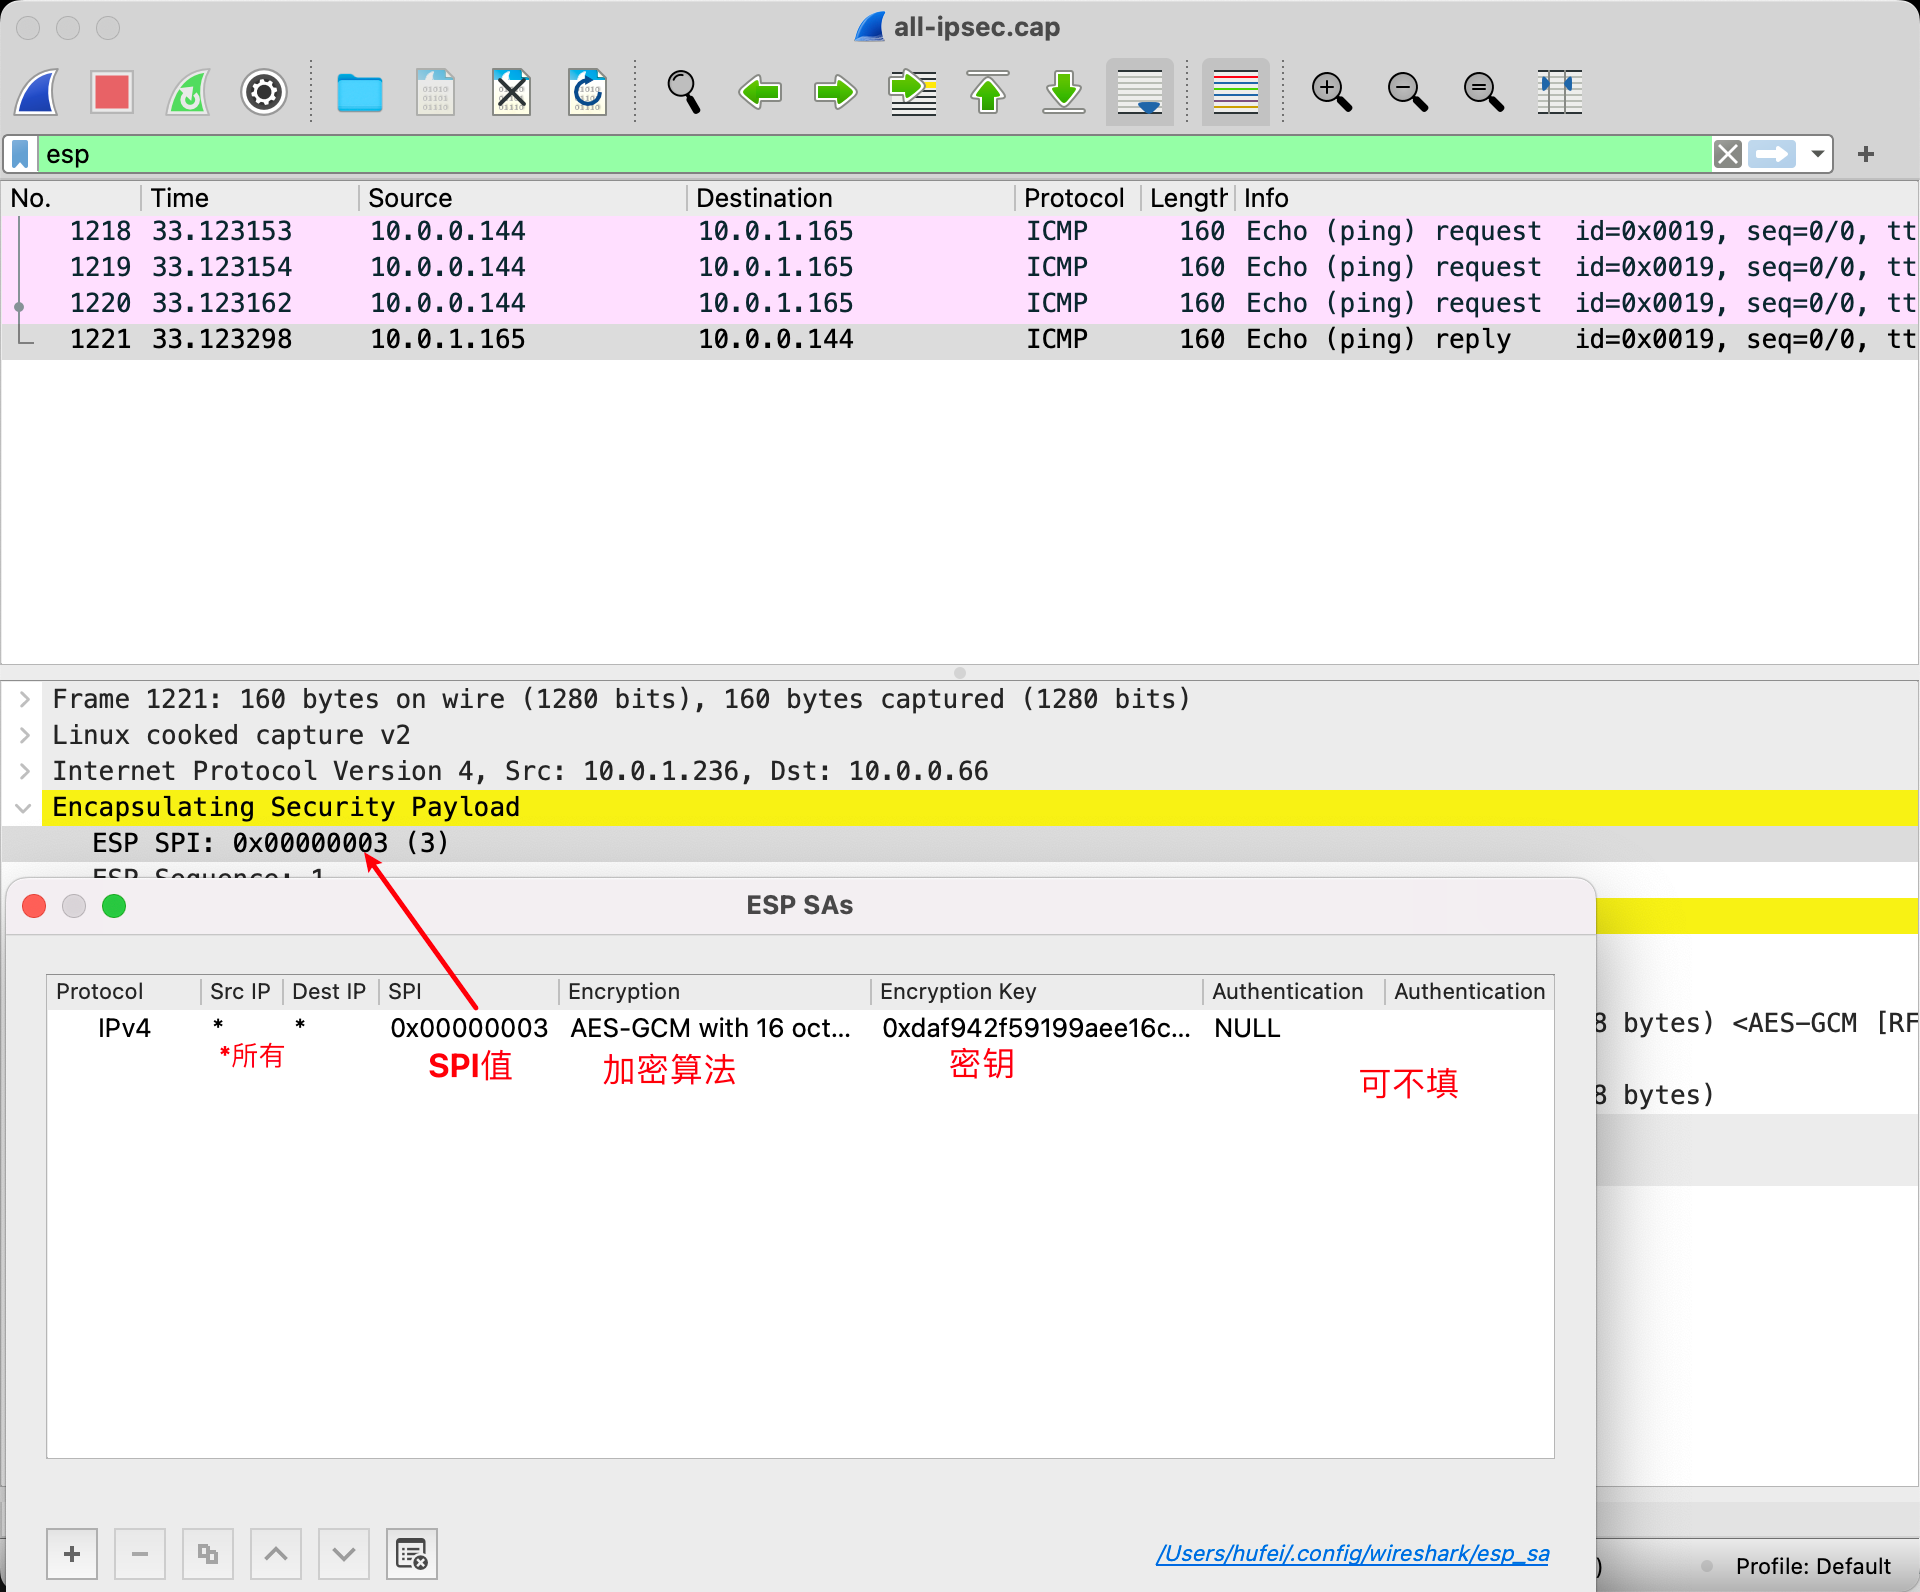 all-ipsec.cap
esp
No. Time Source Destination Protocol Length Info
1218 33.123153 10.0.0.144 10.0.1.165 ICMP 160 Echo (ping) request id=0x0019, seq=0/0, tt
1219 33.123154 10.0.0.144 10.0.1.165 ICMP 160 Echo (ping) request id=0x0019, seq=0/0, tt
1220 33.123162 10.0.0.144 10.0.1.165 ICMP 160 Echo (ping) request id=0x0019, seq=0/0, tt
1221 33.123298 10.0.1.165 10.0.0.144 ICMP 160 Echo (ping) reply id=0x0019, seq=0/0, tt
Frame 1221: 160 bytes on wire (1280 bits), 160 bytes captured (1280 bits)
Linux cooked capture v2
Internet Protocol Version 4, Src: 10.0.1.236, Dst: 10.0.0.66
Encapsulating Security Payload
ESP SPI: 0x00000003 (3)
ESP Sequence: 1
ESP SAs
Protocol Src IP Dest IP SPI Encryption Encryption Key Authentication Authentication
IPv4 * * 0x00000003 AES-GCM with 16 oct... 0xdaf942f59199aee16c... NULL
8 bytes) <AES-GCM [RF
*所有 SPI值 加密算法 密钥 可不填
8 bytes)
/Users/hufei/.config/wireshark/esp_sa
) Profile: Default